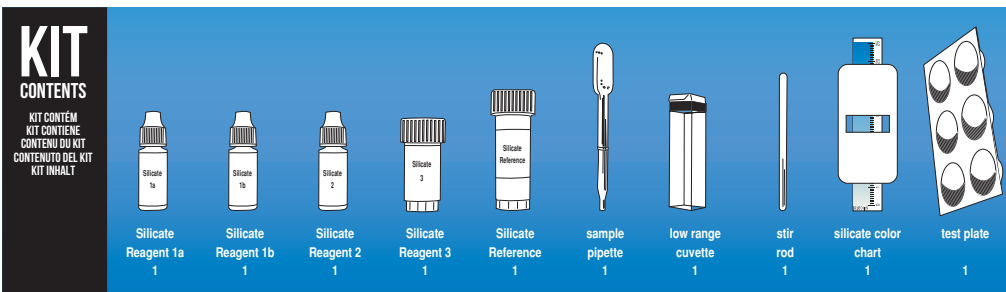 KIT
CONTENTS
KIT CONTÉM
KIT CONTIENE
CONTENU DU KIT
CONTENUTO DEL KIT
KIT INHALT
Silicate
1a
Silicate
1b
Silicate
2
Silicate
3
Silicate
Reference
Silicate
Reagent 1a
1
Silicate
Reagent 1b
1
Silicate
Reagent 2
1
Silicate
Reagent 3
1
Silicate
Reference
1
sample
pipette
1
low range
cuvette
1
stir
rod
1
silicate color
chart
1
test plate
1